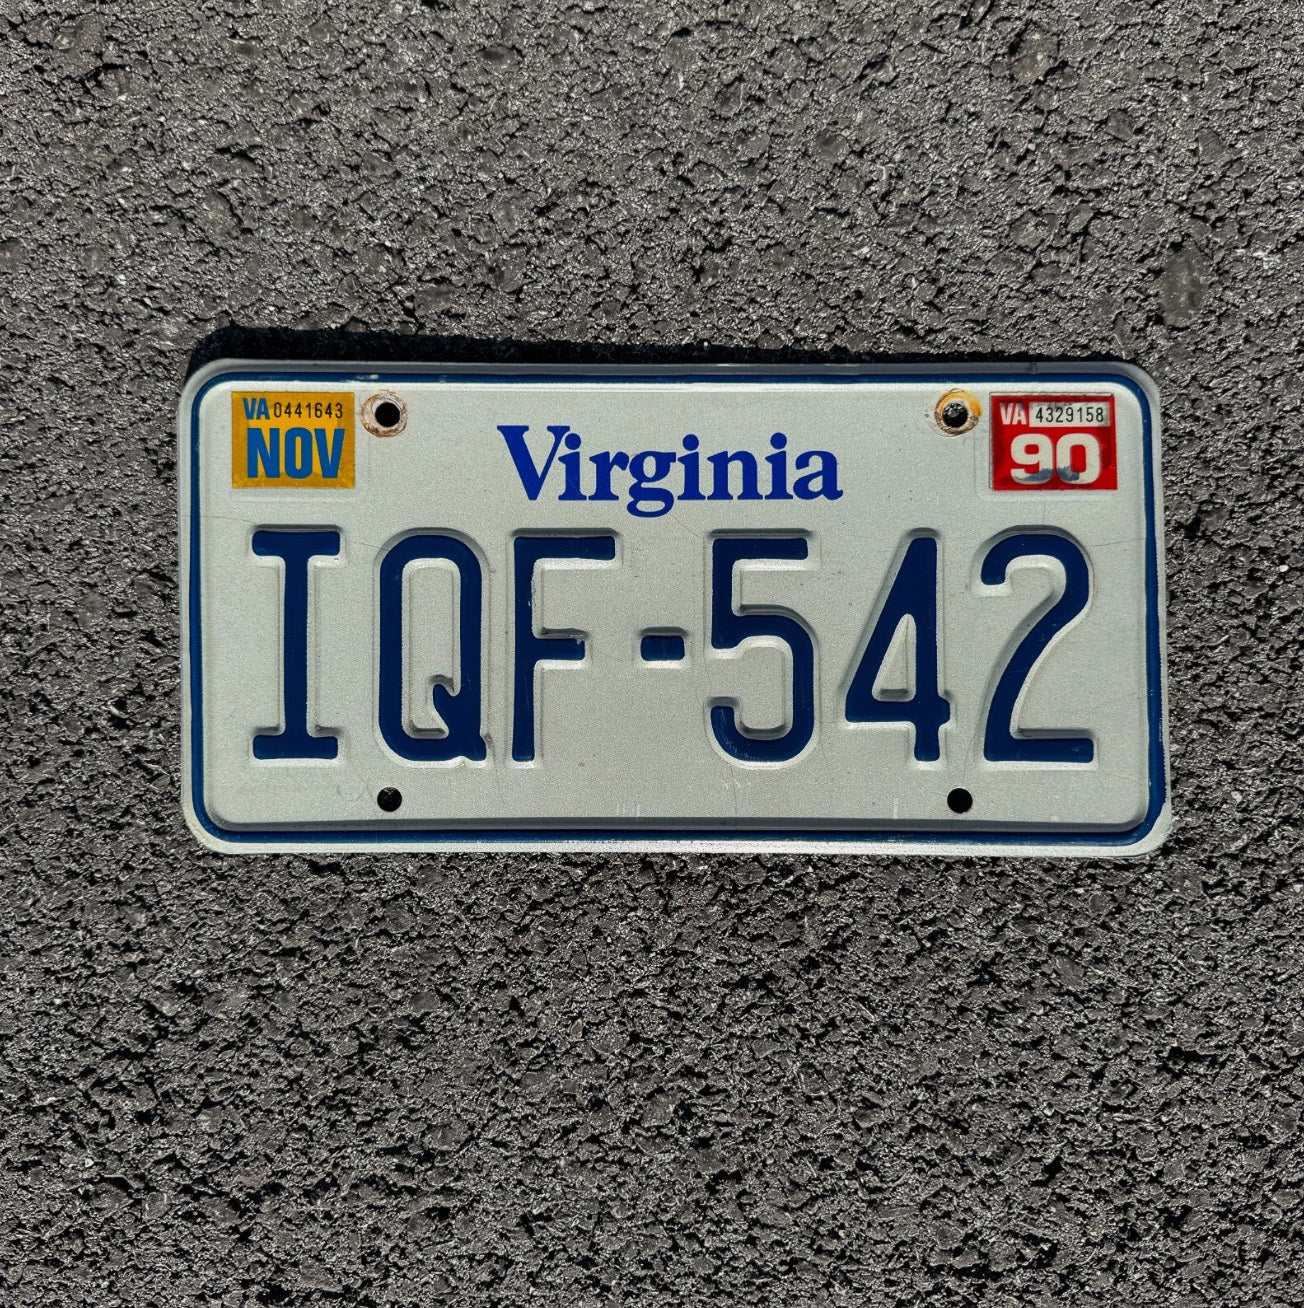 VA 0441643
NOV
Virginia
VA 4329158
90
IQF-542